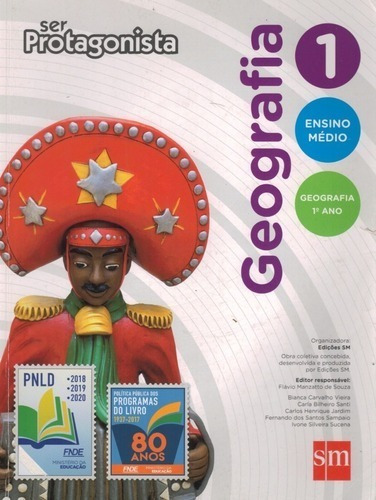 ser
Protagonista
Geografia
1
ENSINO
MÉDIO
GEOGRAFIA
1º ANO
Organizadora:
Edições SM
Obra coletiva concebida,
desenvolvida e produzida
por Edições SM.
Editor responsável:
Flávio Manzatto de Souza
Bianca Carvalho Vieira
Carla Bilheiro Santi
Carlos Henrique Jardim
Fernando dos Santos Sampaio
Ivone Silveira Sucena
PNLD
2018
2019
2020
FNDE
MINISTÉRIO DA
EDUCAÇÃO
POLÍTICA PÚBLICA DOS
PROGRAMAS
DO LIVRO
1937-2017
80
ANOS
FNDE
sm